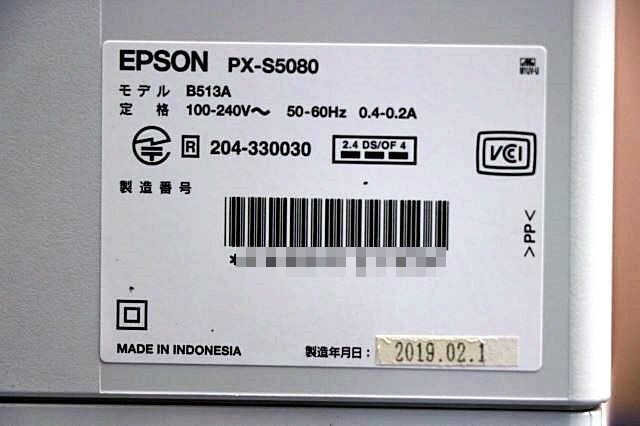 EPSON PX-S5080
モデル B513A
定格 100-240V～ 50-60Hz 0.4-0.2A
R 204-330030 2.4 DS/OF 4
VCI
製造番号
>PP<
MADE IN INDONESIA 製造年月日: 2019.02.1